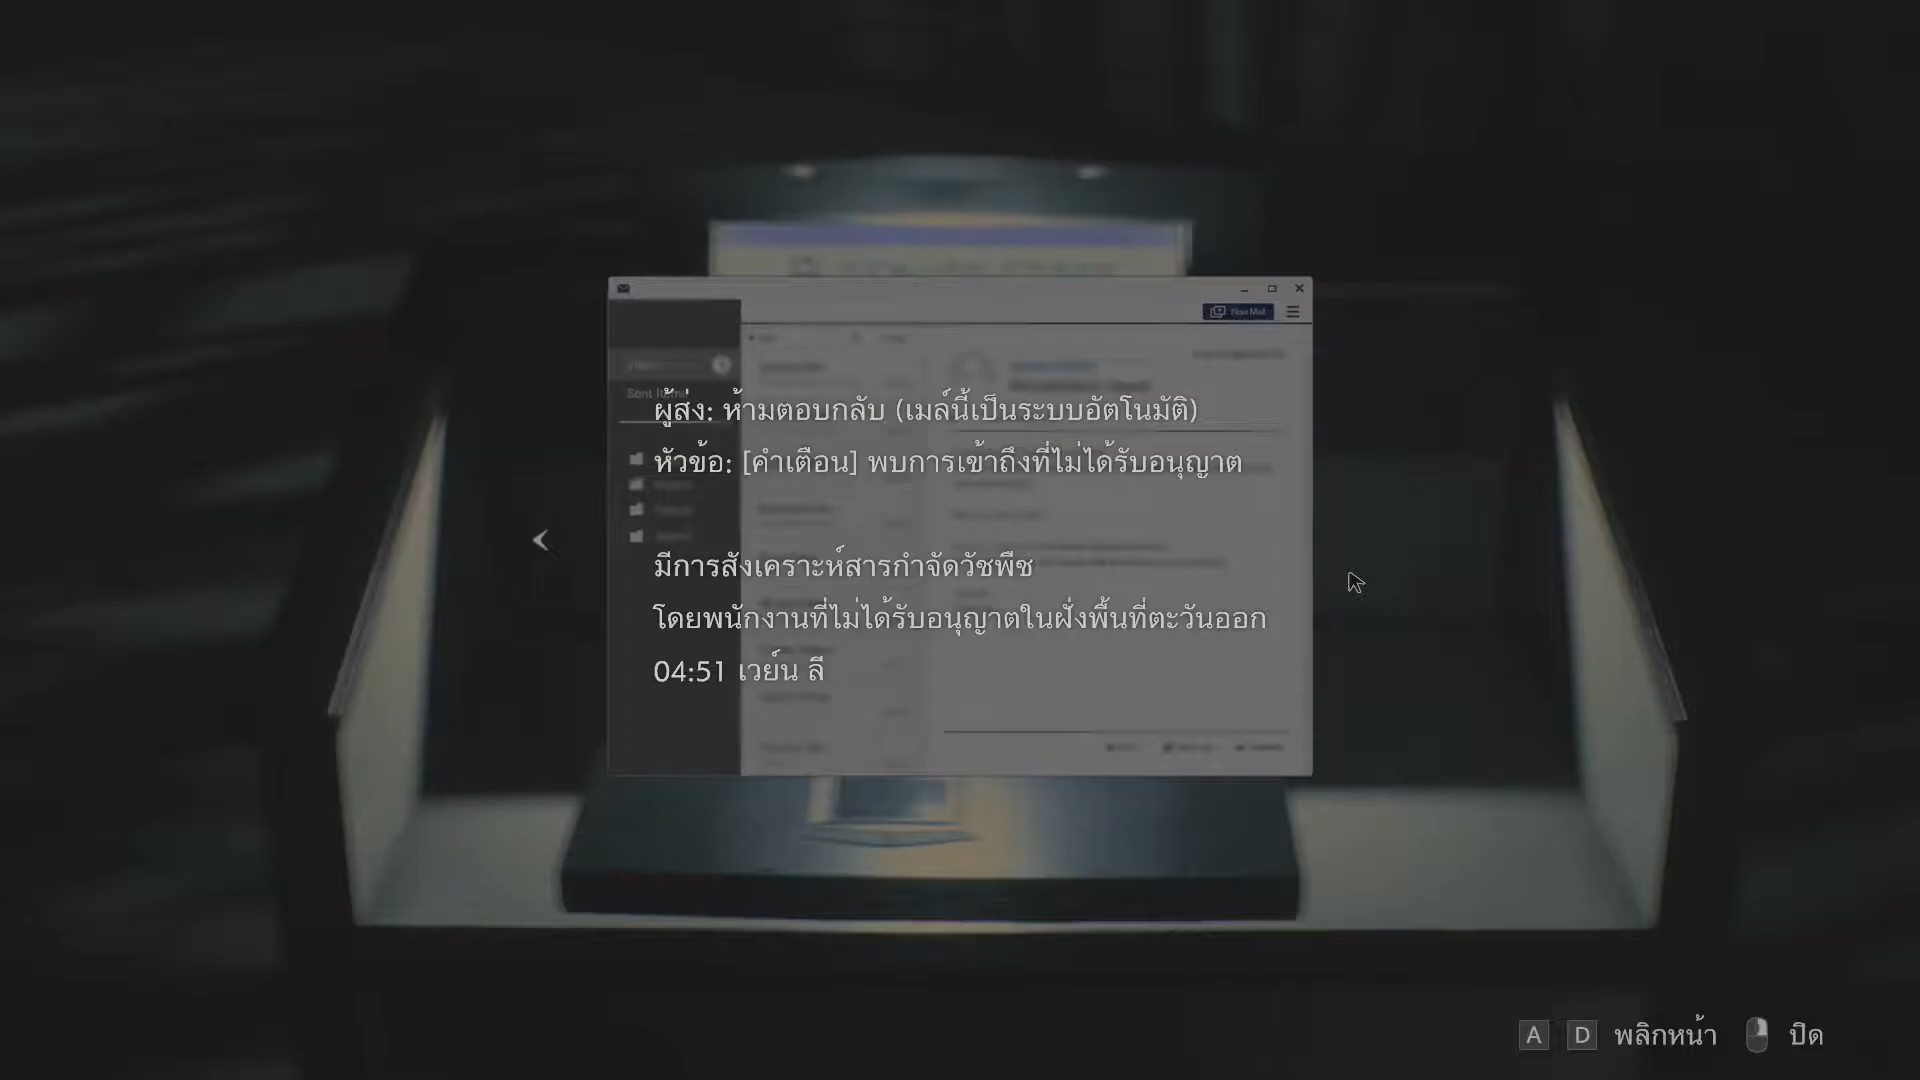 New Mail
Sent Items
ผู้ส่ง: ห้ามตอบกลับ (เมล์นี้เป็นระบบอัตโนมัติ)
หัวข้อ: [คำเตือน] พบการเข้าถึงที่ไม่ได้รับอนุญาต
มีการสังเคราะห์สารกำจัดวัชพืช
โดยพนักงานที่ไม่ได้รับอนุญาตในฝั่งพื้นที่ตะวันออก
04:51 เวย์น ลี
A D พลิกหน้า ปิด